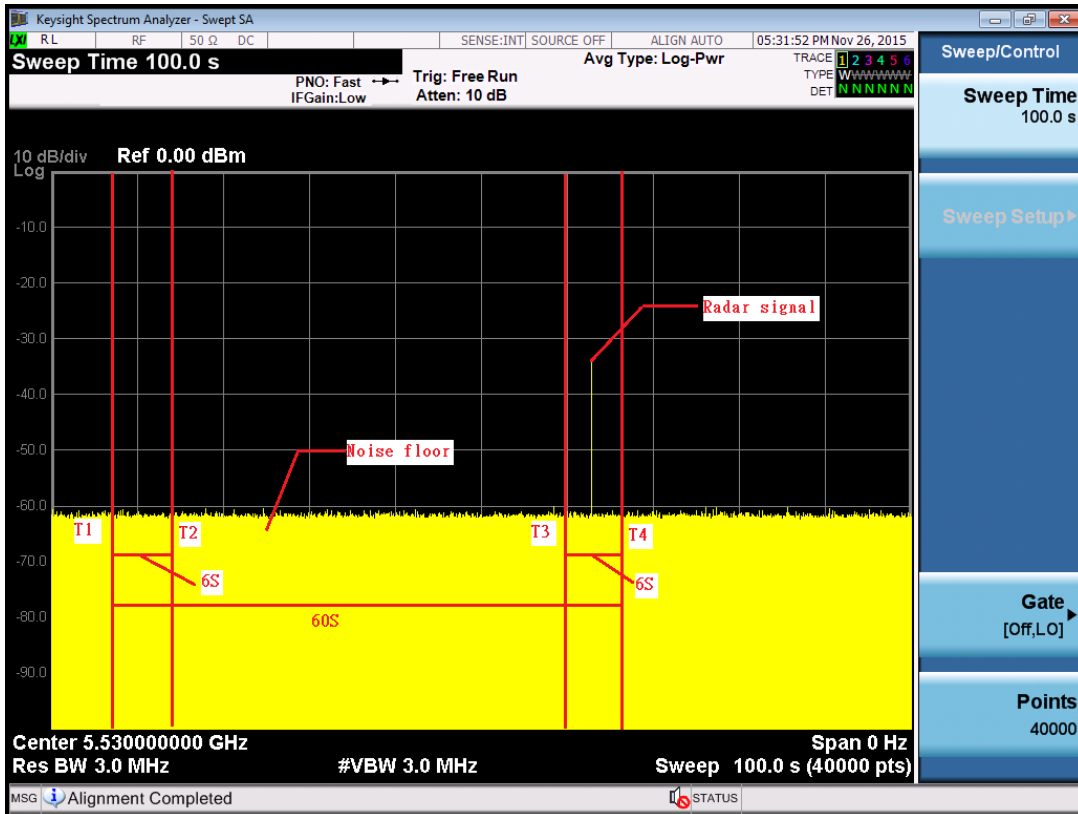 Keysight Spectrum Analyzer - Swept SA
LXI RL RF 50 Ω DC SENSE:INT SOURCE OFF ALIGN AUTO 05:31:52 PM Nov 26, 2015
Sweep Time 100.0 s
PNO: Fast
IFGain:Low
Trig: Free Run
Atten: 10 dB
Avg Type: Log-Pwr
TRACE 1 2 3 4 5 6
TYPE WWWWWW
DET N N N N N N
10 dB/div Ref 0.00 dBm
Log
-10.0
-20.0
-30.0
-40.0
-50.0
-60.0
-70.0
-80.0
-90.0
Radar signal
Noise floor
T1
T2
T3
T4
6S
6S
60S
Center 5.530000000 GHz Span 0 Hz
Res BW 3.0 MHz #VBW 3.0 MHz Sweep 100.0 s (40000 pts)
MSG Alignment Completed STATUS
Sweep/Control
Sweep Time
100.0 s
Sweep Setup
Gate
[Off,LO]
Points
40000